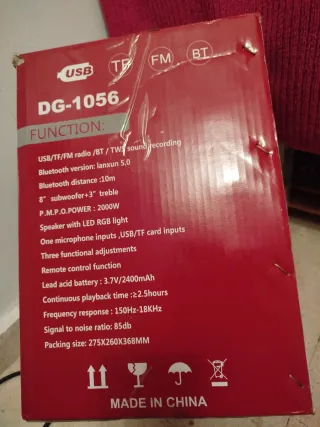 USB TF FM BT
DG-1056
FUNCTION:
USB/TF/FM radio /BT / TWS sound recording
Bluetooth version: lanxun 5.0
Bluetooth distance :10m
8" subwoofer+3" treble
P.M.P.O.POWER : 2000W
Speaker with LED RGB light
One microphone inputs ,USB/TF card inputs
Three functional adjustments
Remote control function
Lead acid battery : 3.7V/2400mAh
Continuous playback time :≥2.5hours
Frequency response : 150Hz-18KHz
Signal to noise ratio: 85db
Packing size: 275X260X368MM
MADE IN CHINA